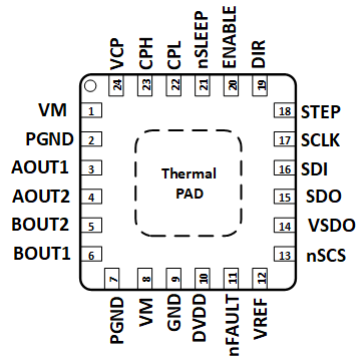 VCP
CPH
CPL
nSLEEP
ENABLE
DIR
24
23
22
21
20
19
VM 1
PGND 2
AOUT1 3
AOUT2 4
BOUT2 5
BOUT1 6
Thermal
PAD
18 STEP
17 SCLK
16 SDI
15 SDO
14 VSDO
13 nSCS
7
8
9
10
11
12
PGND
VM
GND
DVDD
nFAULT
VREF